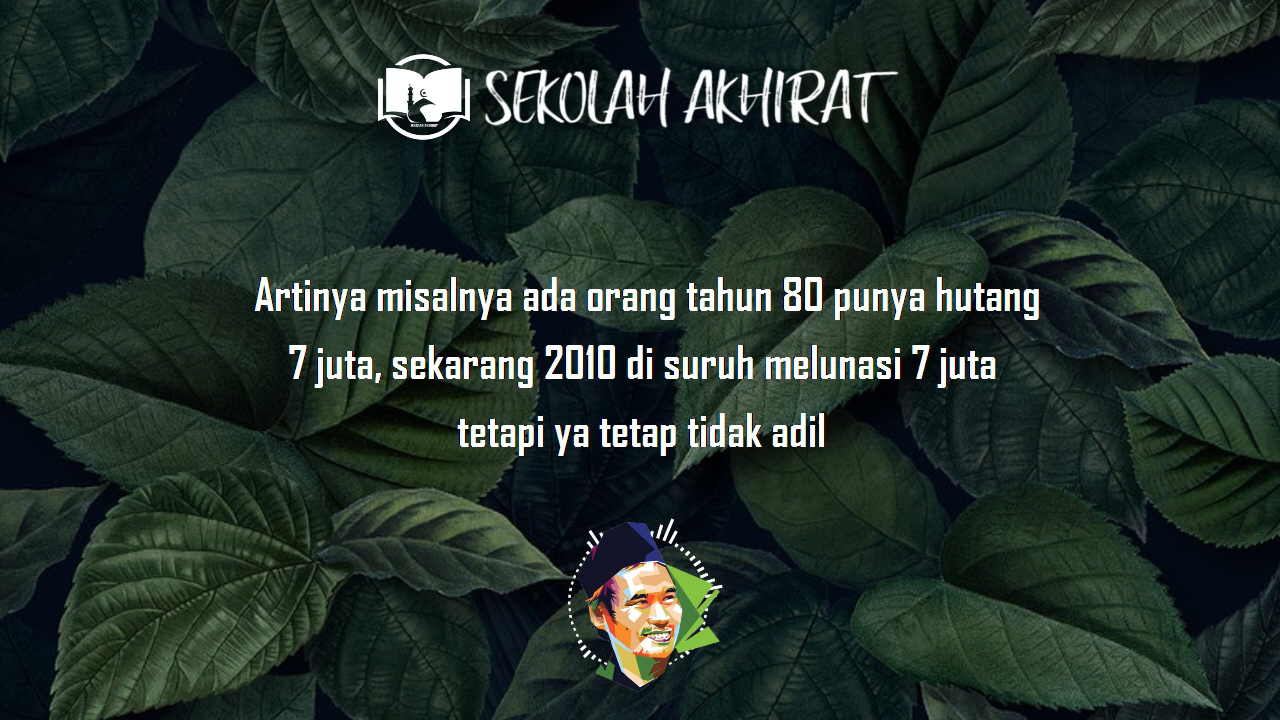 SEKOLAH AKHIRAT
Artinya misalnya ada orang tahun 80 punya hutang
7 juta, sekarang 2010 di suruh melunasi 7 juta
tetapi ya tetap tidak adil